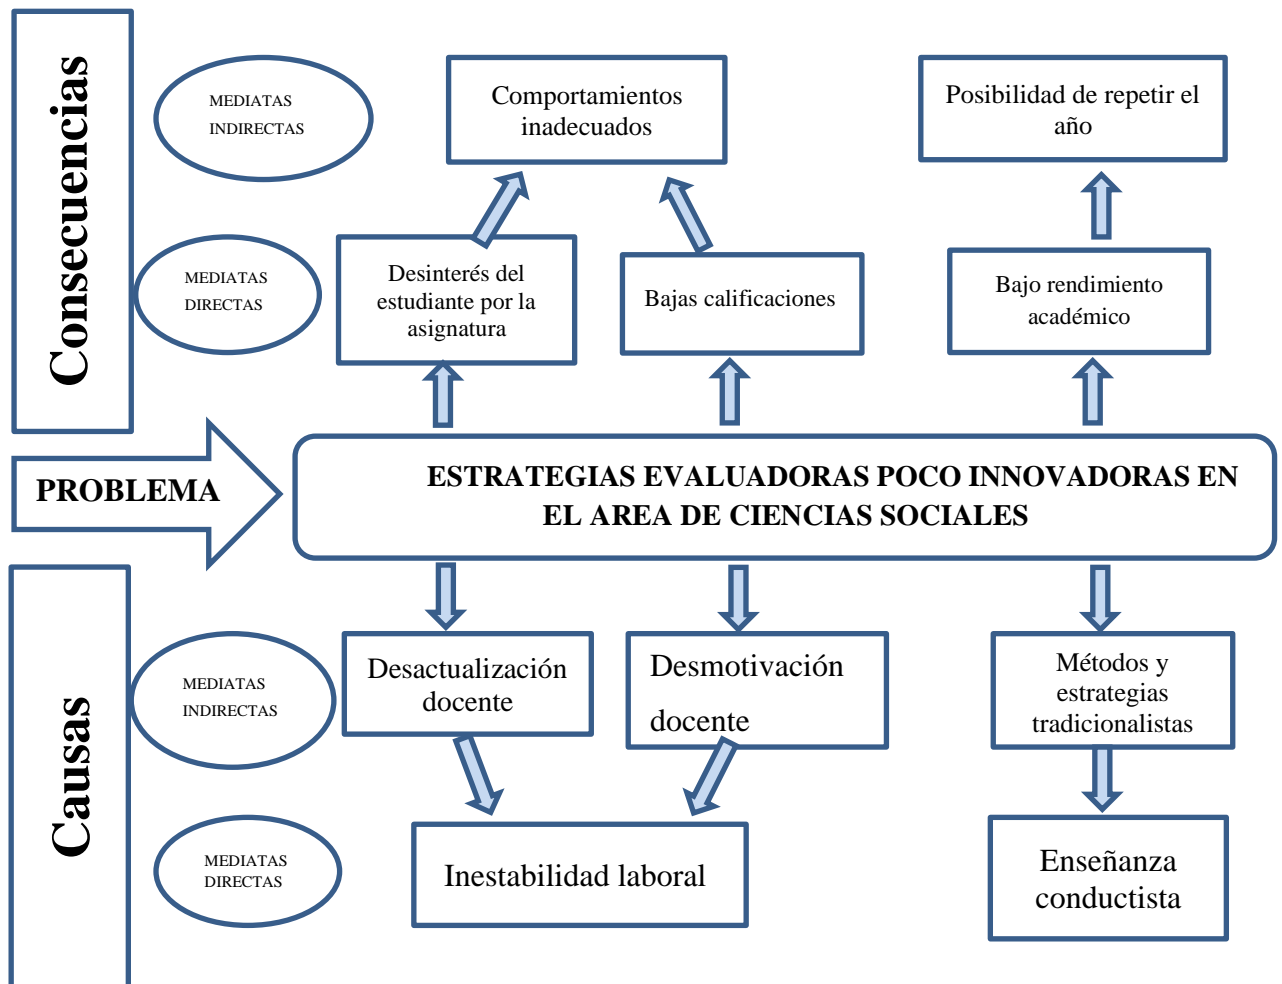 Consecuencias
MEDIATAS
INDIRECTAS
Comportamientos
inadecuados
Posibilidad de repetir el
año
MEDIATAS
DIRECTAS
Desinterés del
estudiante por la
asignatura
Bajas calificaciones
Bajo rendimiento
académico
PROBLEMA
ESTRATEGIAS EVALUADORAS POCO INNOVADORAS EN
EL AREA DE CIENCIAS SOCIALES
Causas
MEDIATAS
INDIRECTAS
Desactualización
docente
Desmotivación
docente
Métodos y
estrategias
tradicionalistas
MEDIATAS
DIRECTAS
Inestabilidad laboral
Enseñanza
conductista